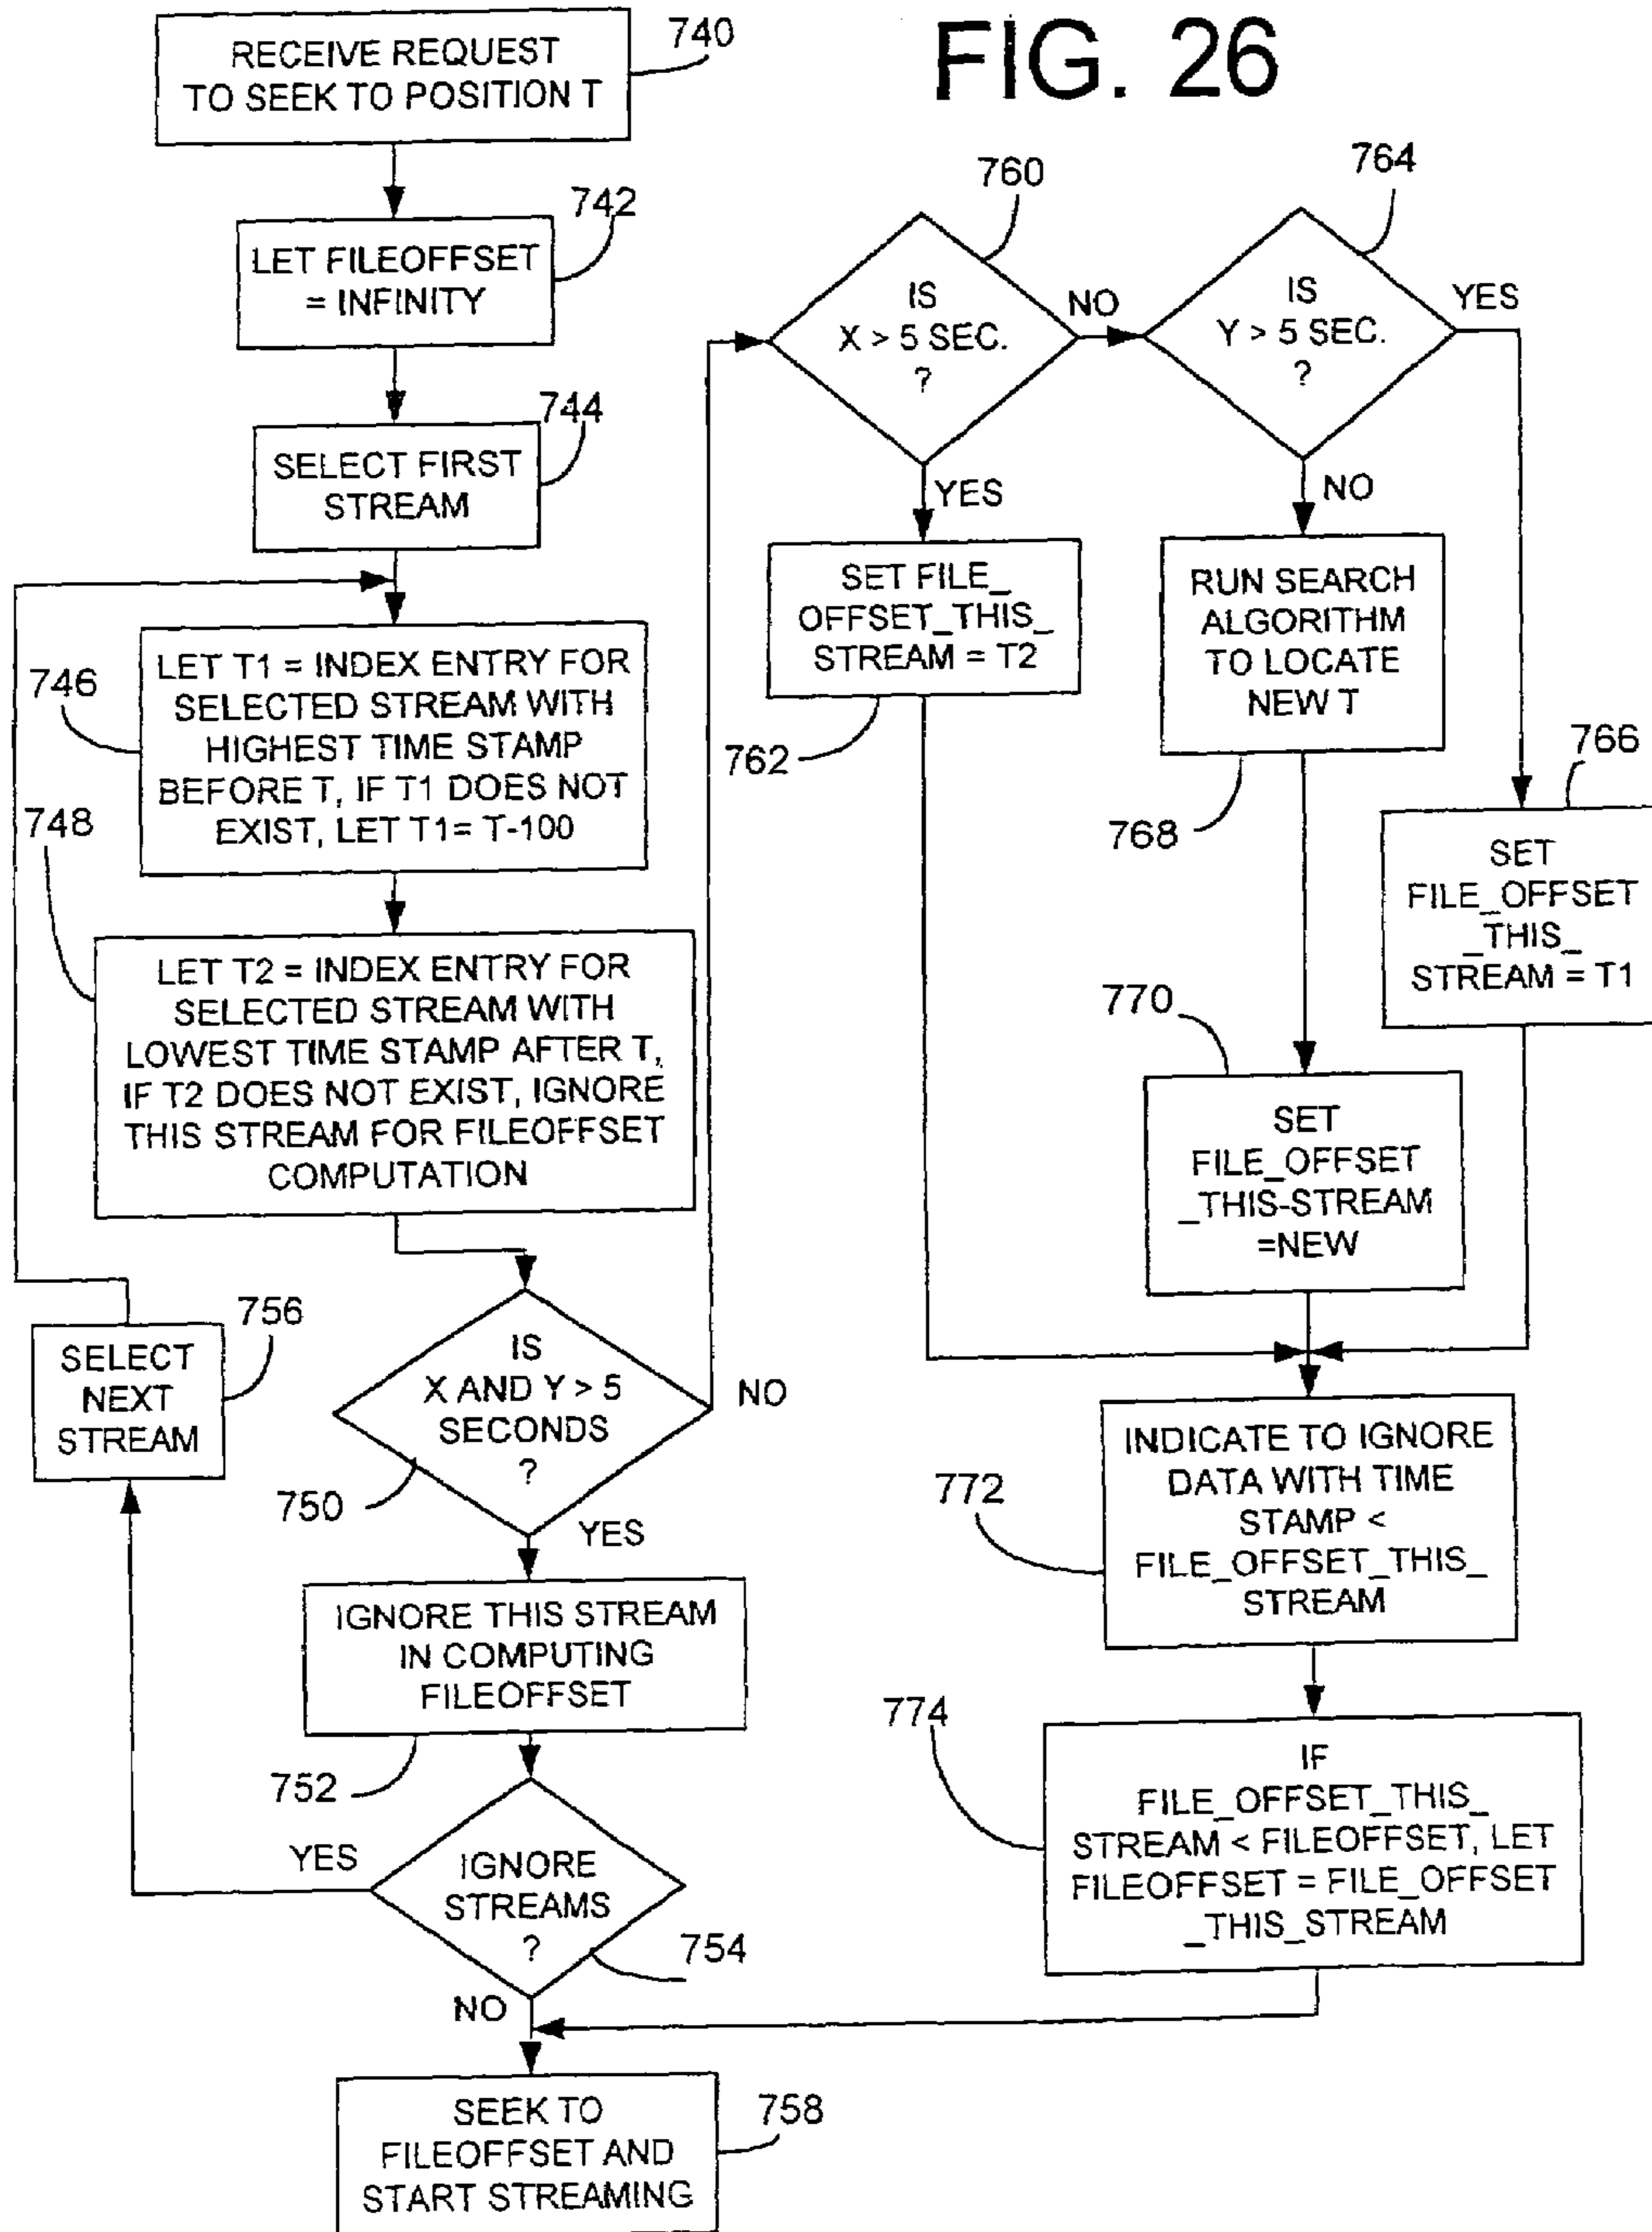 FIG. 26
740
RECEIVE REQUEST
TO SEEK TO POSITION T
742
LET FILEOFFSET
= INFINITY
744
SELECT FIRST
STREAM
746
LET T1 = INDEX ENTRY FOR
SELECTED STREAM WITH
HIGHEST TIME STAMP
BEFORE T, IF T1 DOES NOT
EXIST, LET T1= T-100
748
LET T2 = INDEX ENTRY FOR
SELECTED STREAM WITH
LOWEST TIME STAMP AFTER T,
IF T2 DOES NOT EXIST, IGNORE
THIS STREAM FOR FILEOFFSET
COMPUTATION
756
SELECT
NEXT
STREAM
IS
X AND Y > 5
SECONDS
?
NO
750
YES
IGNORE THIS STREAM
IN COMPUTING
FILEOFFSET
752
YES
IGNORE
STREAMS
?
754
NO
SEEK TO
FILEOFFSET AND
START STREAMING
758
760
IS
X > 5 SEC.
?
NO
YES
764
IS
Y > 5 SEC.
?
YES
NO
SET FILE_
OFFSET_THIS_
STREAM = T2
762
RUN SEARCH
ALGORITHM
TO LOCATE
NEW T
768
766
SET
FILE_OFFSET
_THIS_
STREAM = T1
770
SET
FILE_OFFSET
_THIS-STREAM
=NEW
772
INDICATE TO IGNORE
DATA WITH TIME
STAMP <
FILE_OFFSET_THIS_
STREAM
774
IF
FILE_OFFSET_THIS_
STREAM < FILEOFFSET, LET
FILEOFFSET = FILE_OFFSET
_THIS_STREAM